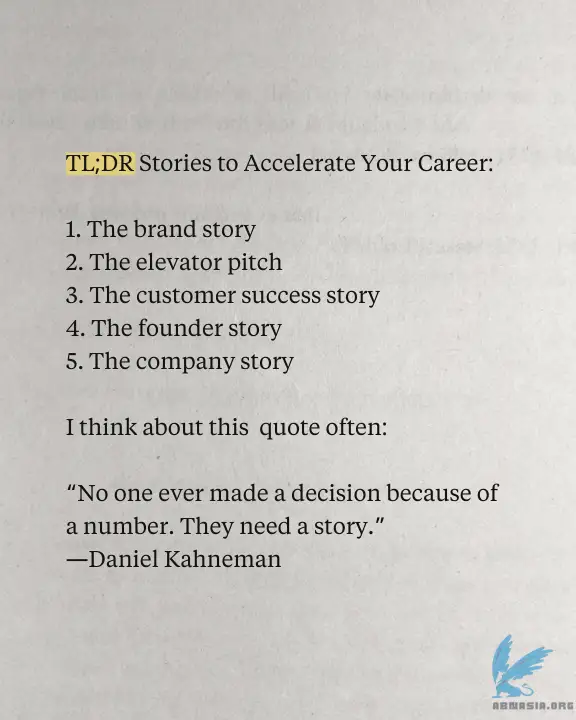 TL;DR Stories to Accelerate Your Career:
1. The brand story
2. The elevator pitch
3. The customer success story
4. The founder story
5. The company story
I think about this  quote often:
“No one ever made a decision because of
a number. They need a story.”
—Daniel Kahneman
ABMASIA.ORG